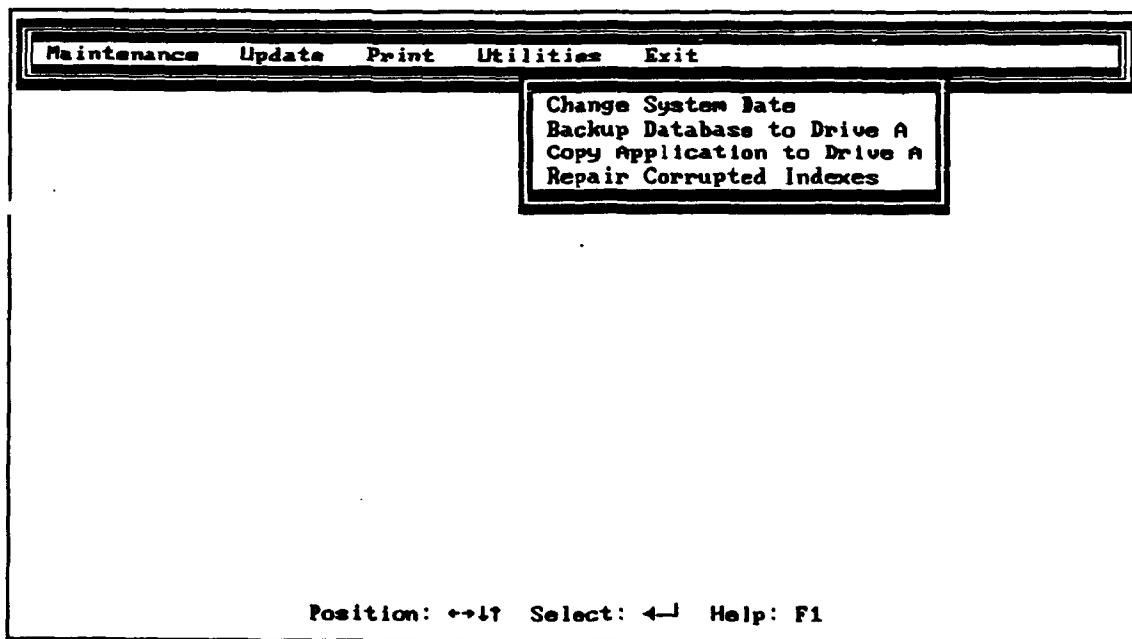 Maintenance Update Print Utilities Exit
Change System Date
Backup Database to Drive A
Copy Application to Drive A
Repair Corrupted Indexes
Position: ←→↓↑ Select: ↵ Help: F1